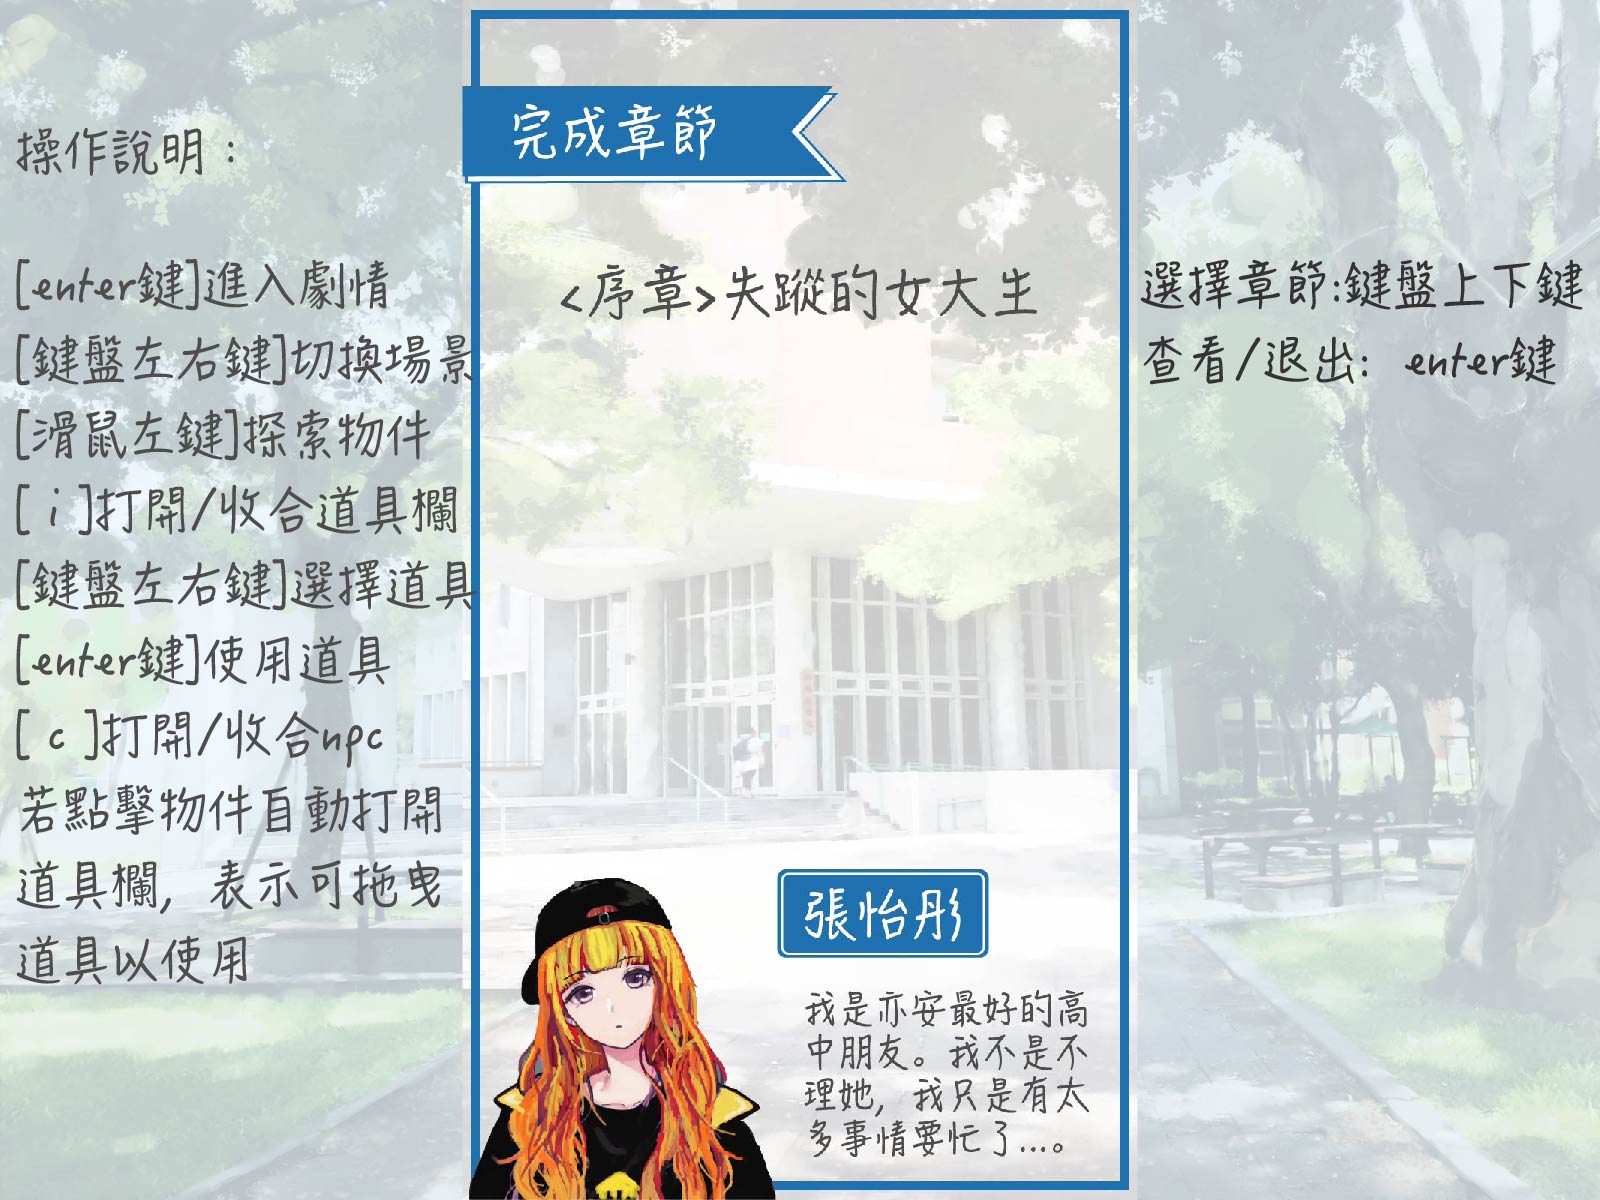 操作說明：
[enter鍵]進入劇情
[鍵盤左右鍵]切換場景
[滑鼠左鍵]探索物件
[ i ]打開/收合道具欄
[鍵盤左右鍵]選擇道具
[enter鍵]使用道具
[ c ]打開/收合npc
若點擊物件自動打開
道具欄，表示可拖曳
道具以使用
完成章節
<序章>失蹤的女大生
張怡彤
我是亦安最好的高
中朋友。我不是不
理她，我只是有太
多事情要忙了...。
選擇章節:鍵盤上下鍵
查看/退出: enter鍵